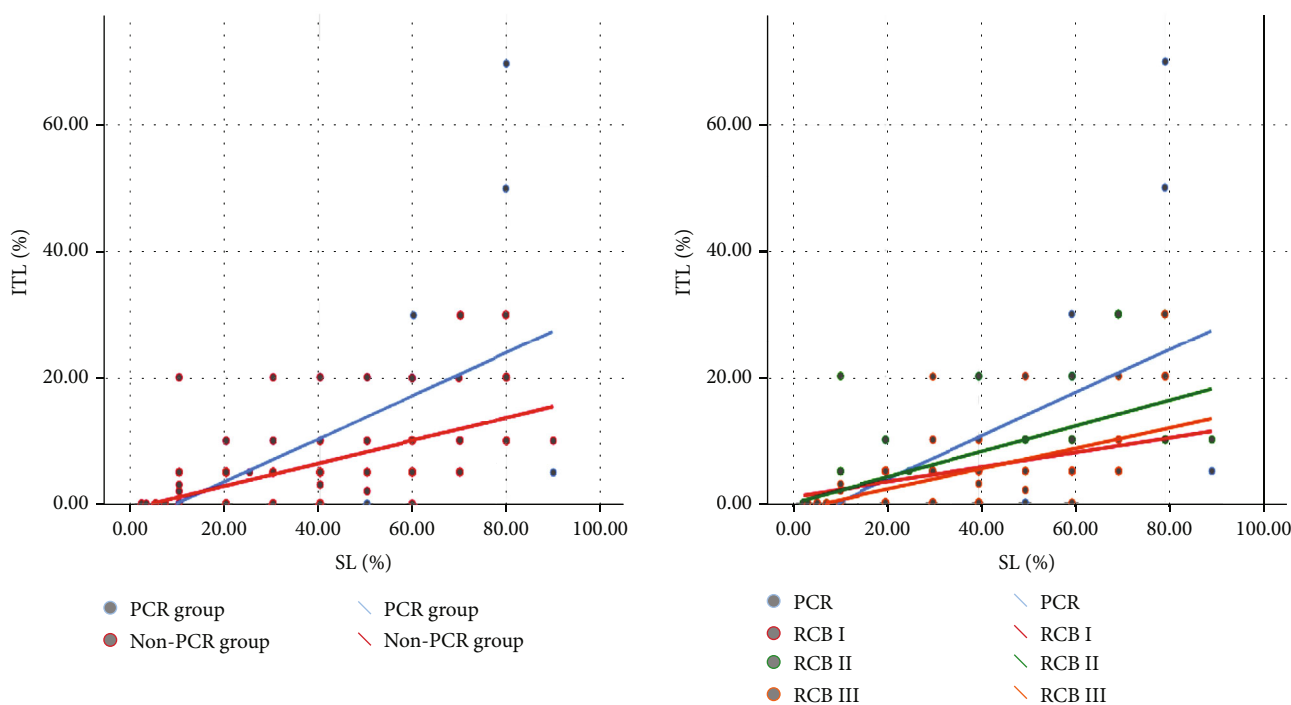 60.00
40.00
20.00
0.00
ITL (%)
0.00 20.00 40.00 60.00 80.00 100.00
SL (%)
PCR group PCR group
Non-PCR group Non-PCR group
60.00
40.00
20.00
0.00
ITL (%)
0.00 20.00 40.00 60.00 80.00 100.00
SL (%)
PCR PCR
RCB I RCB I
RCB II RCB II
RCB III RCB III